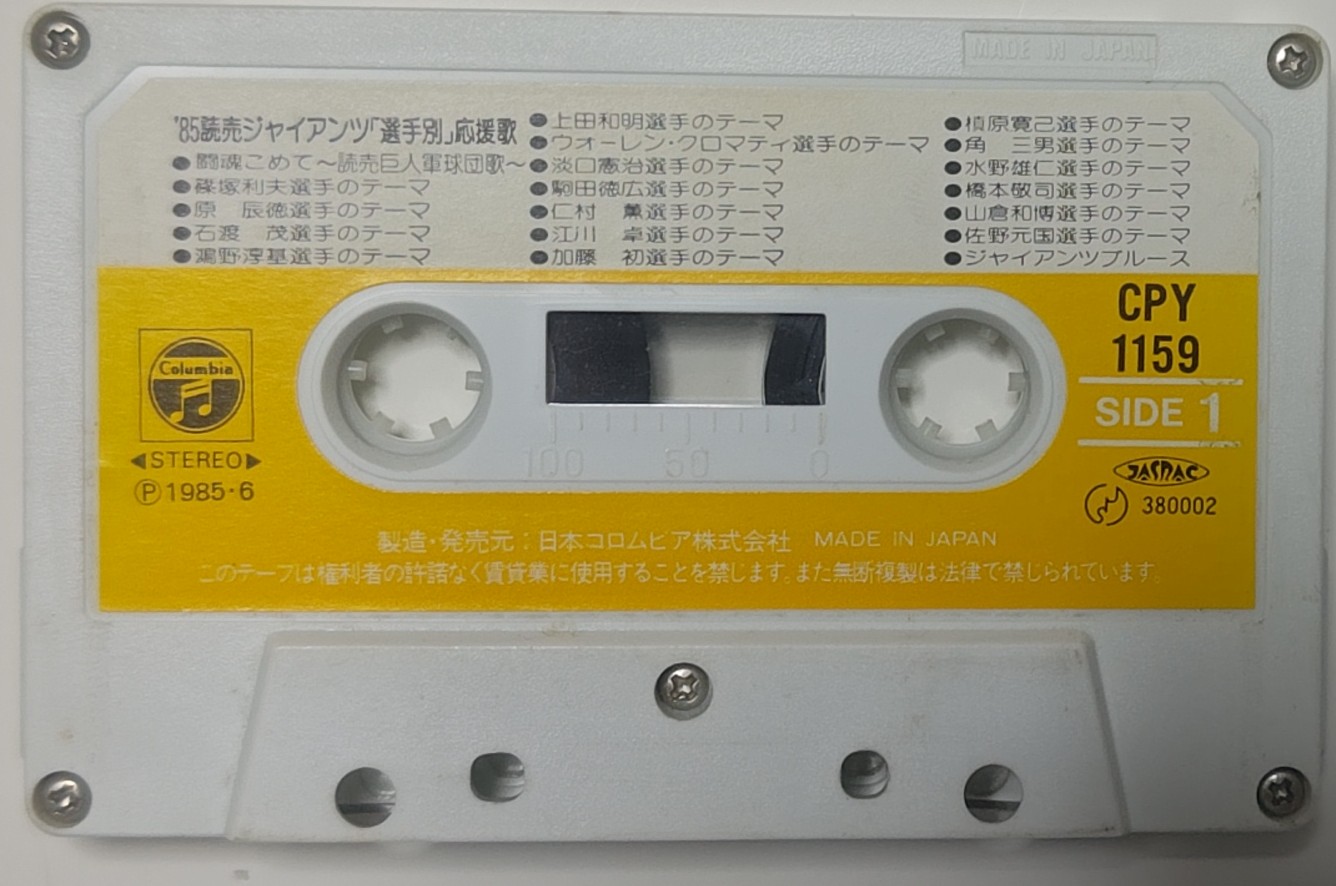 MADE IN JAPAN
'85読売ジャイアンツ「選手別」応援歌
●闘魂こめて〜読売巨人軍球団歌〜
●篠塚利夫選手のテーマ
●原　辰徳選手のテーマ
●石渡　茂選手のテーマ
●鴻野淳基選手のテーマ
●上田和明選手のテーマ
●ウォーレン・クロマティ選手のテーマ
●淡口憲治選手のテーマ
●駒田徳広選手のテーマ
●仁村　薫選手のテーマ
●江川　卓選手のテーマ
●加藤　初選手のテーマ
●槙原寛己選手のテーマ
●角　三男選手のテーマ
●水野雄仁選手のテーマ
●橋本敬司選手のテーマ
●山倉和博選手のテーマ
●佐野元国選手のテーマ
●ジャイアンツブルース
Columbia
◀STEREO▶
Ⓟ1985・6
100 50 0
CPY
1159
SIDE 1
JASRAC
380002
製造・発売元：日本コロムビア株式会社 MADE IN JAPAN
このテープは権利者の許諾なく賃貸業に使用することを禁じます。また無断複製は法律で禁じられています。